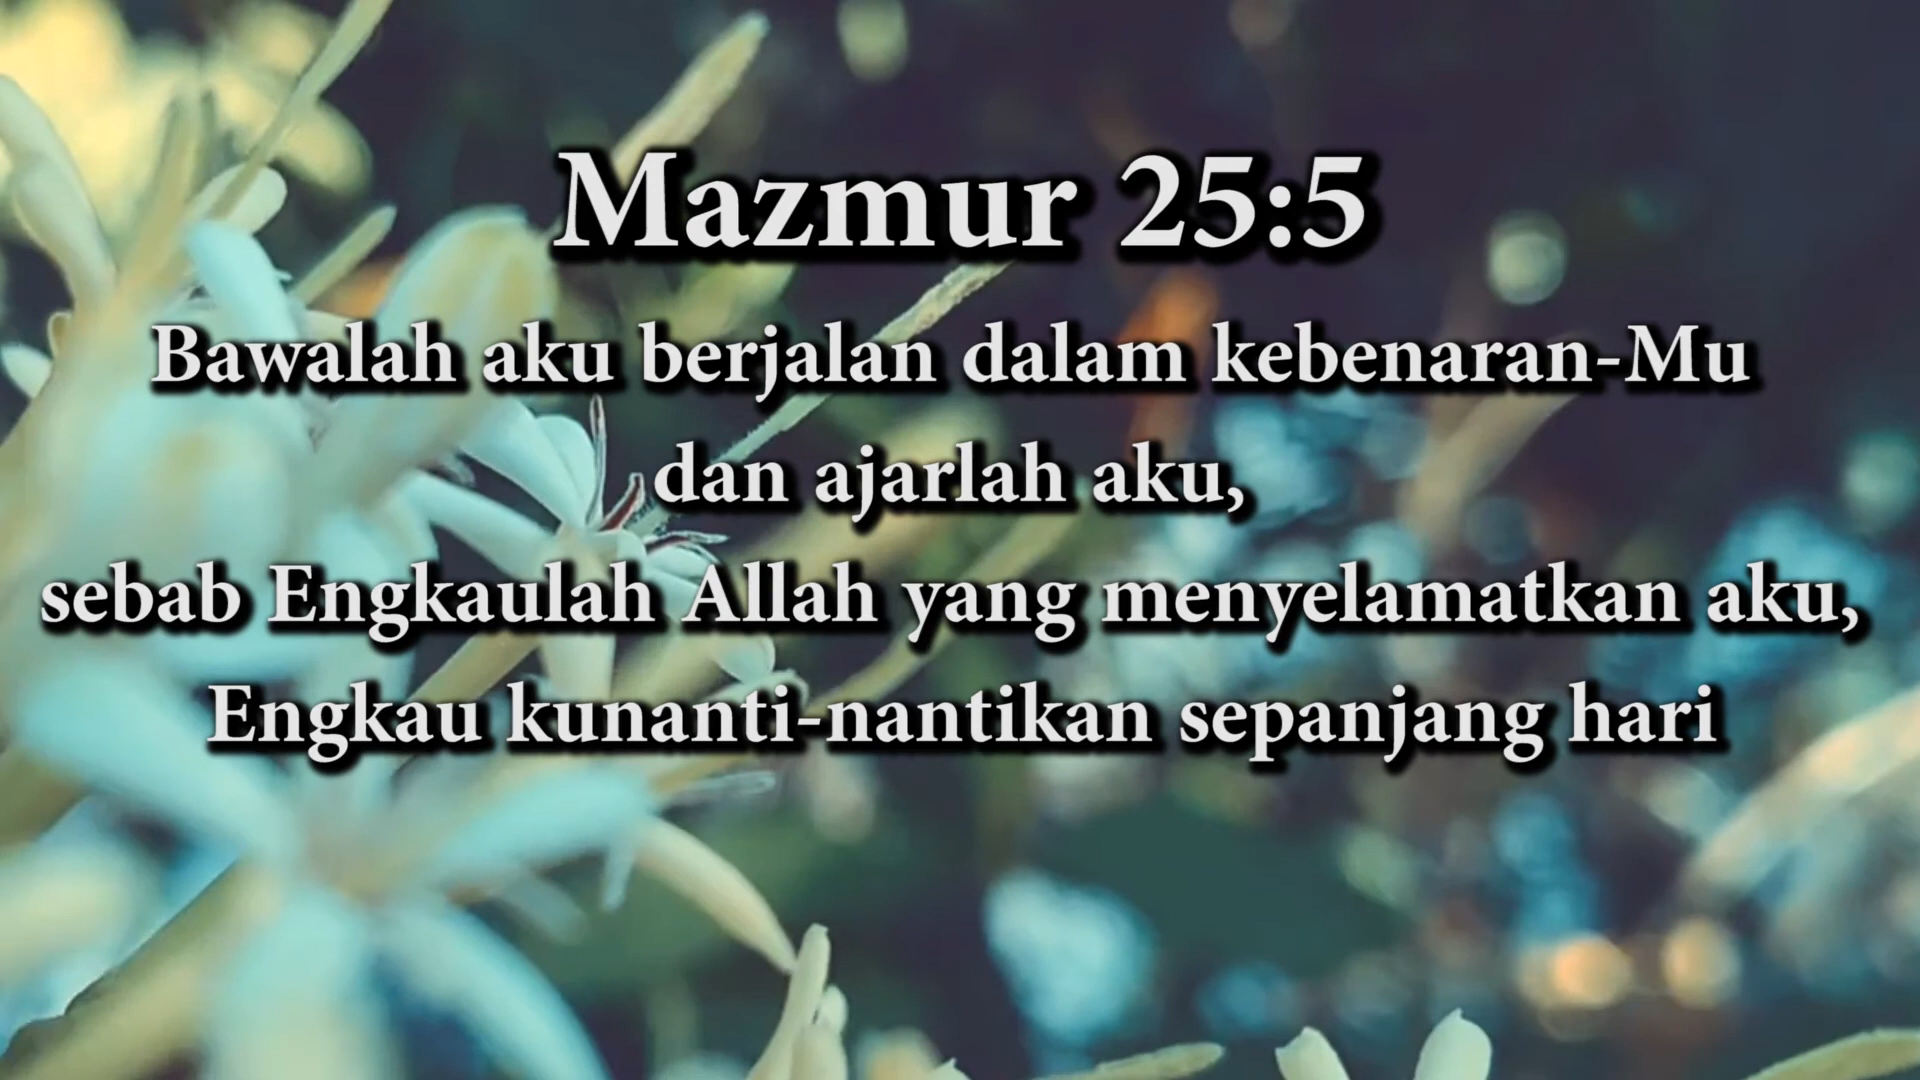 Mazmur 25:5
Bawalah aku berjalan dalam kebenaran-Mu
dan ajarlah aku,
sebab Engkaulah Allah yang menyelamatkan aku,
Engkau kunanti-nantikan sepanjang hari